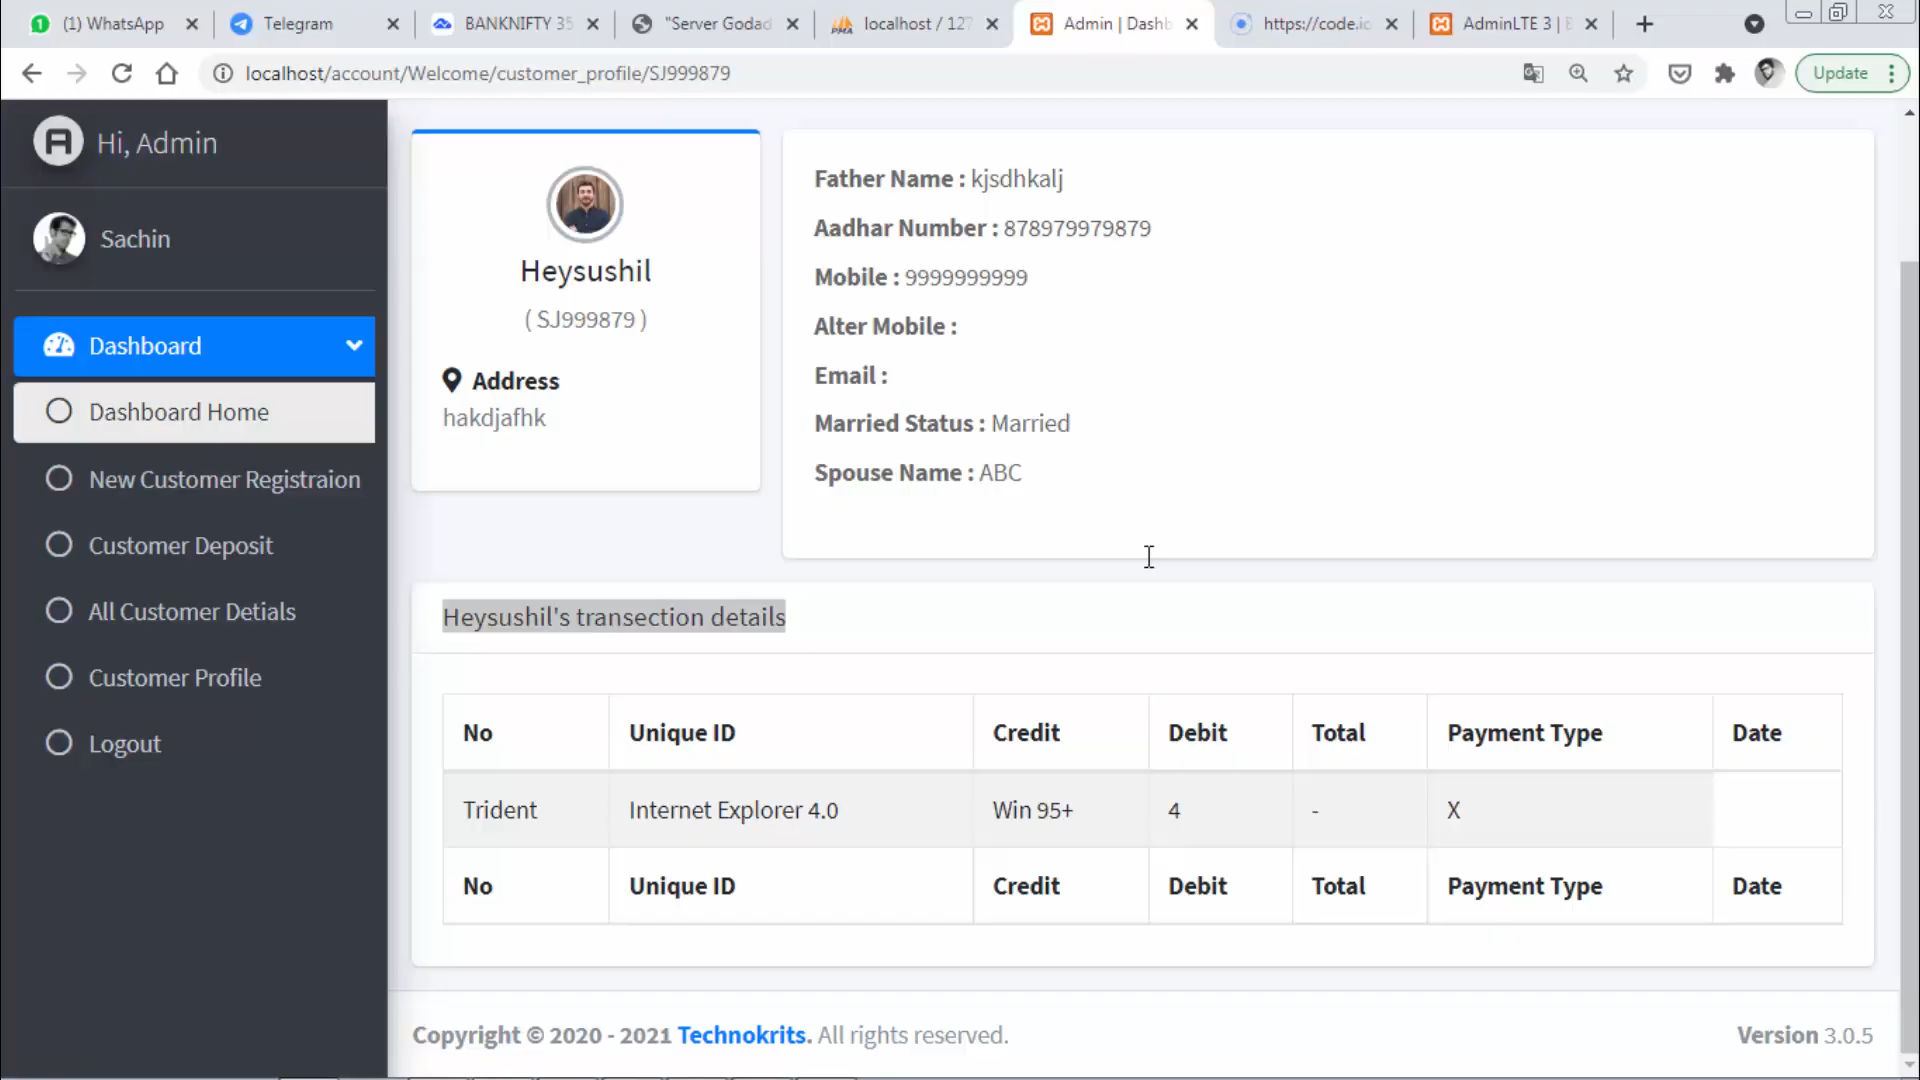 (1) WhatsApp
Telegram
BANKNIFTY 35
"Server Godad
localhost / 127
Admin | Dashb
https://code.ic
AdminLTE 3 |
localhost/account/Welcome/customer_profile/SJ999879
Update
Hi, Admin
Sachin
Dashboard
Dashboard Home
New Customer Registraion
Customer Deposit
All Customer Detials
Customer Profile
Logout
Heysushil
( SJ999879 )
Address
hakdjafhk
Father Name : kjsdhkalj
Aadhar Number : 878979979879
Mobile : 9999999999
Alter Mobile :
Email :
Married Status : Married
Spouse Name : ABC
Heysushil's transection details
No Unique ID Credit Debit Total Payment Type Date
Trident Internet Explorer 4.0 Win 95+ 4 - X
No Unique ID Credit Debit Total Payment Type Date
Copyright © 2020 - 2021 Technokrits. All rights reserved.
Version 3.0.5